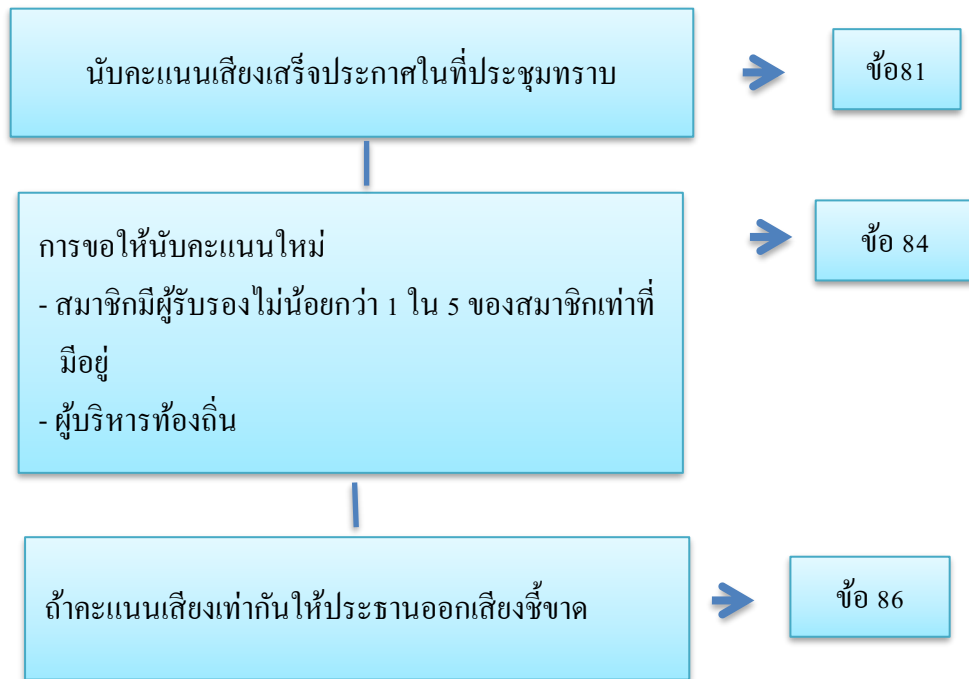 นับคะแนนเสียงเสร็จประกาศในที่ประชุมทราบ
ข้อ81
การขอให้นับคะแนนใหม่
- สมาชิกมีผู้รับรองไม่น้อยกว่า 1 ใน 5 ของสมาชิกเท่าที่
มีอยู่
- ผู้บริหารท้องถิ่น
ข้อ 84
ถ้าคะแนนเสียงเท่ากันให้ประธานออกเสียงชี้ขาด
ข้อ 86